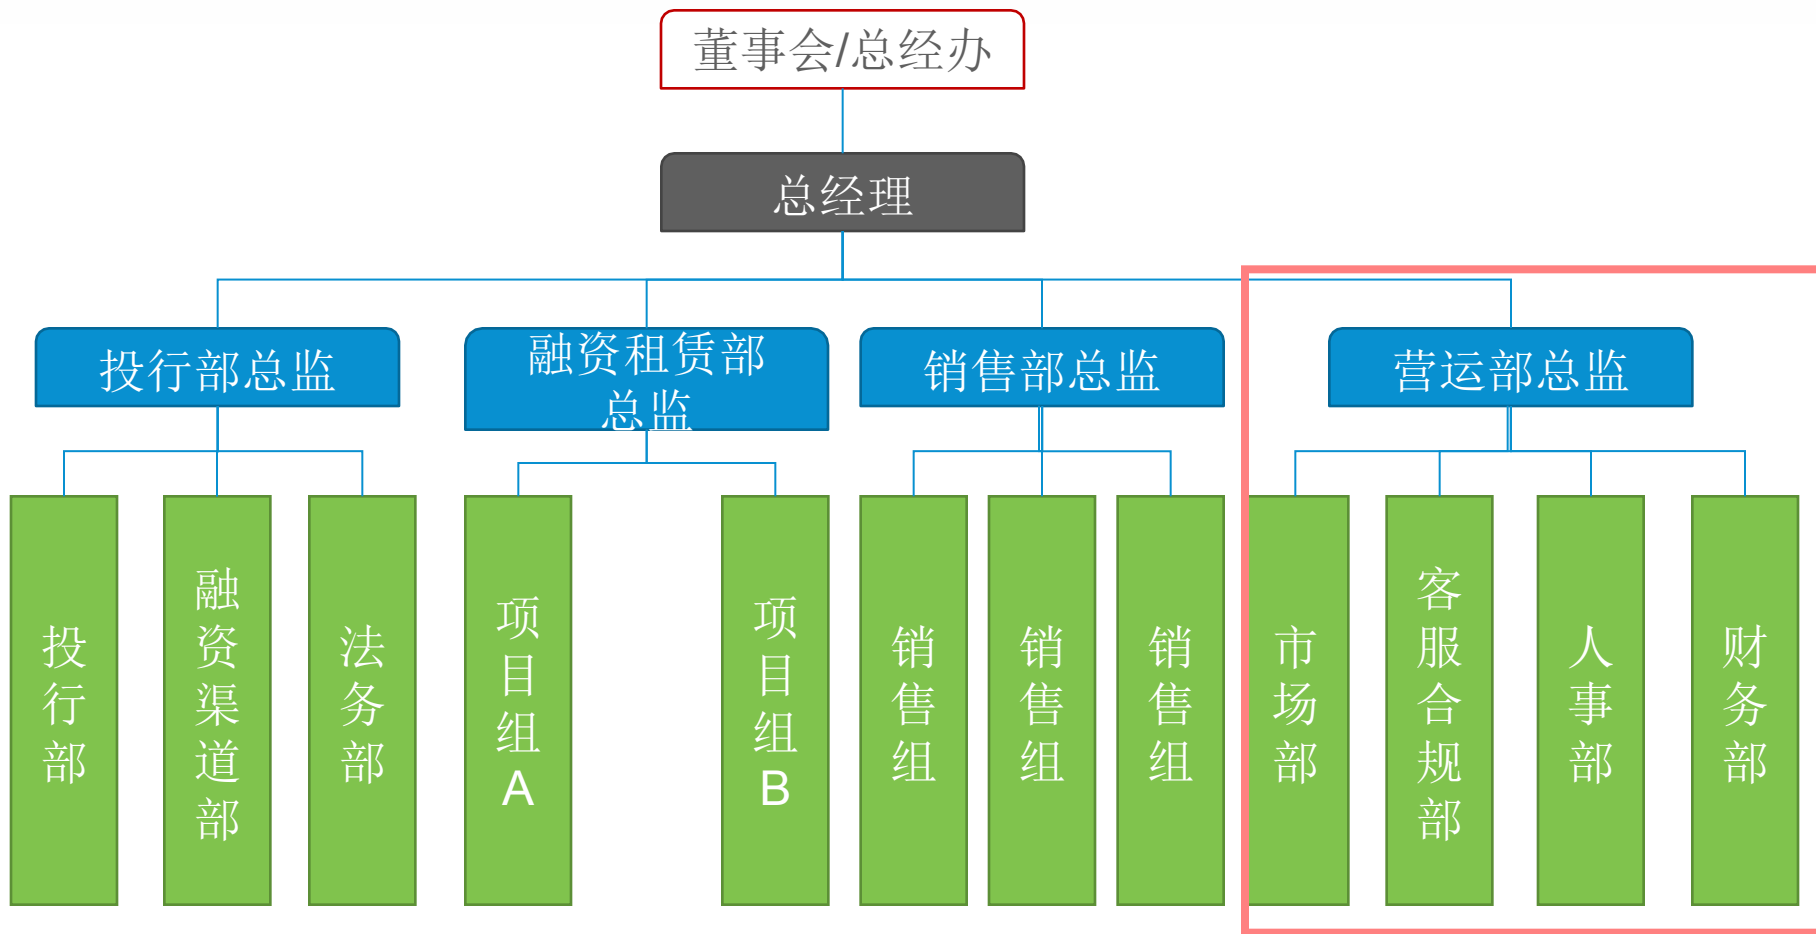 董事会/总经办
总经理
投行部总监
融资租赁部
总监
销售部总监
营运部总监
投行部
融资渠道部
法务部
项目组A
项目组B
销售组
销售组
销售组
市场部
客服合规部
人事部
财务部